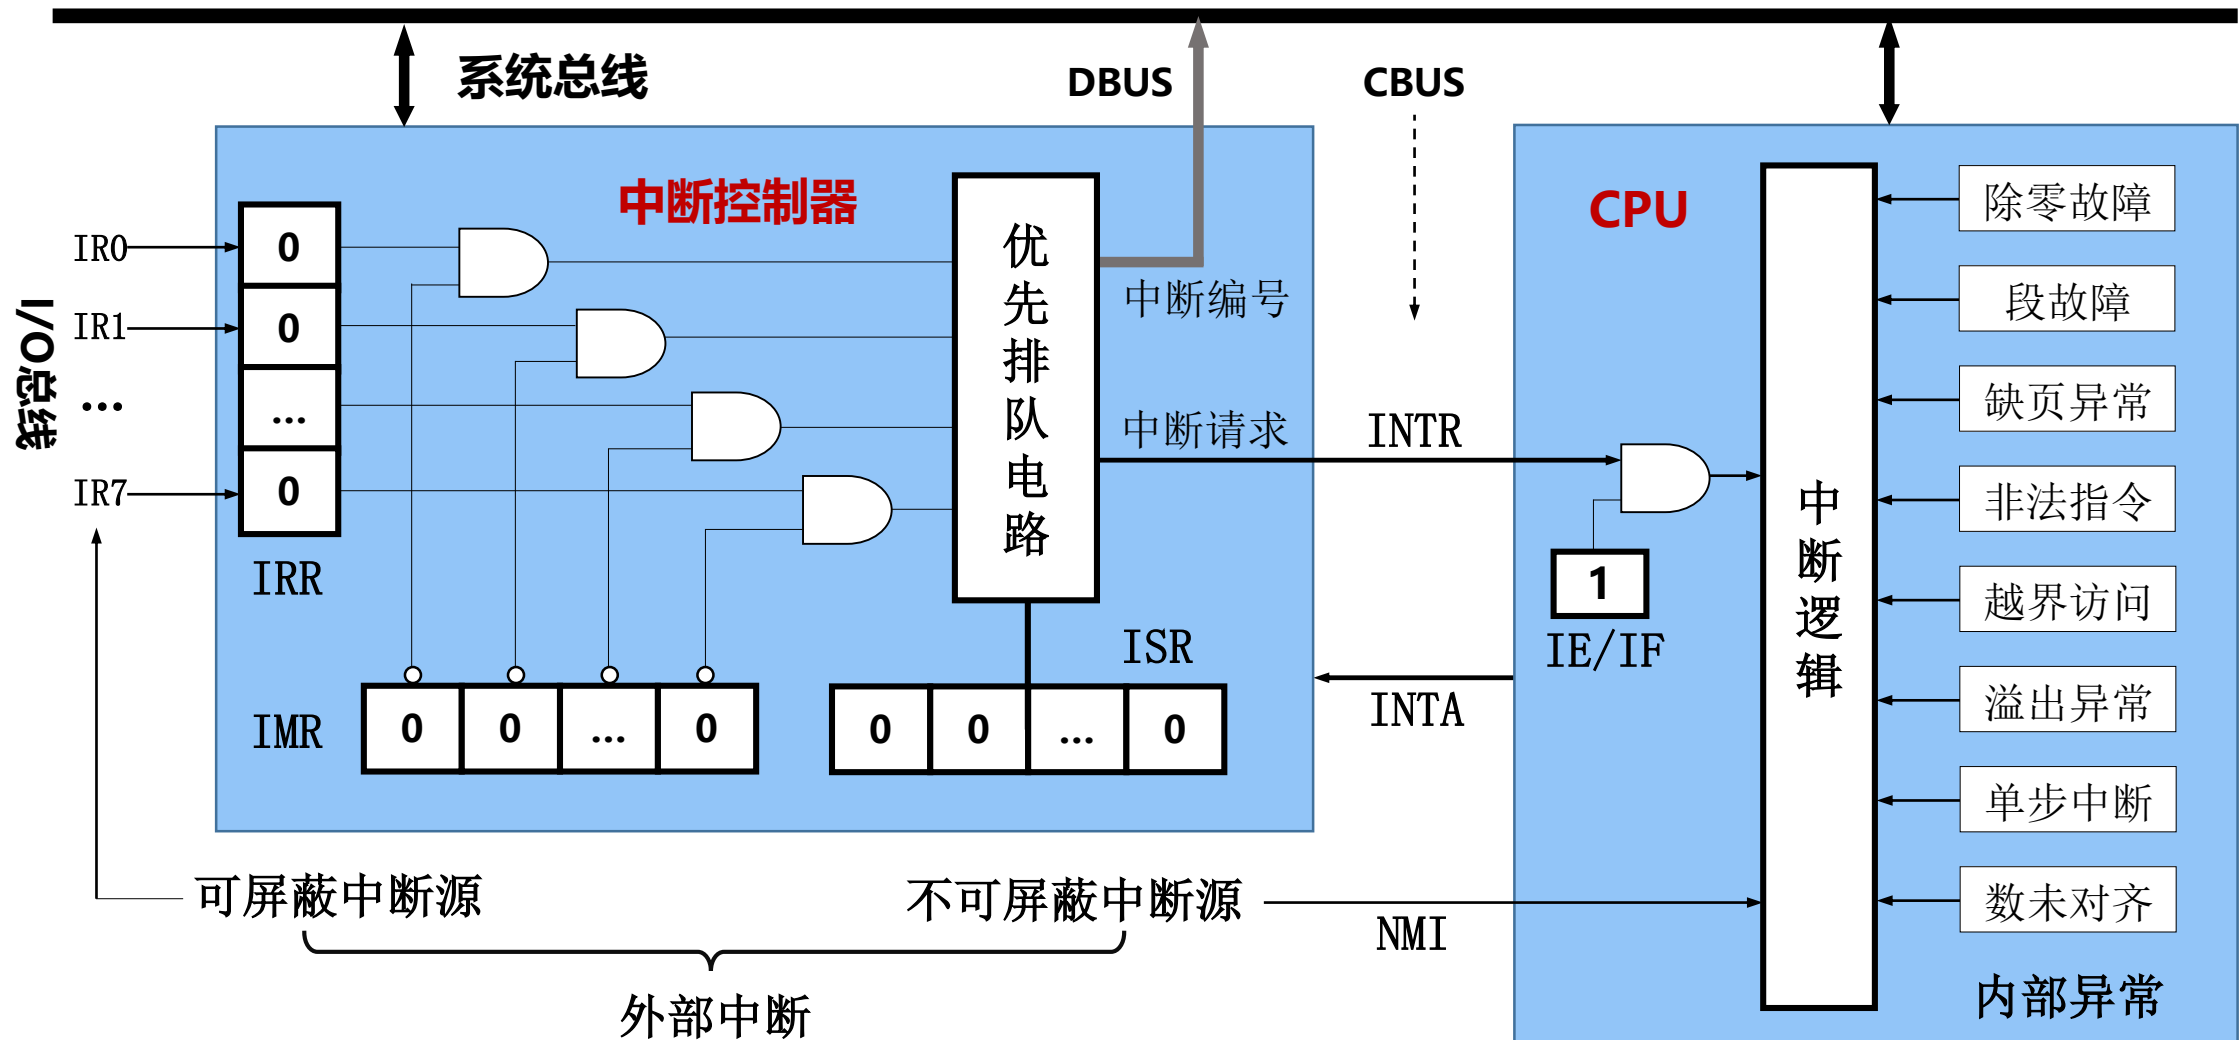 系统总线
DBUS
CBUS
中断控制器
CPU
I/O总线
IR0
IR1
...
IR7
0
0
...
0
IRR
优先排队电路
中断编号
中断请求
INTR
INTA
IMR
0 0 ... 0
ISR
0 0 ... 0
1
IE/IF
中断逻辑
除零故障
段故障
缺页异常
非法指令
越界访问
溢出异常
单步中断
数未对齐
内部异常
可屏蔽中断源
不可屏蔽中断源
NMI
外部中断